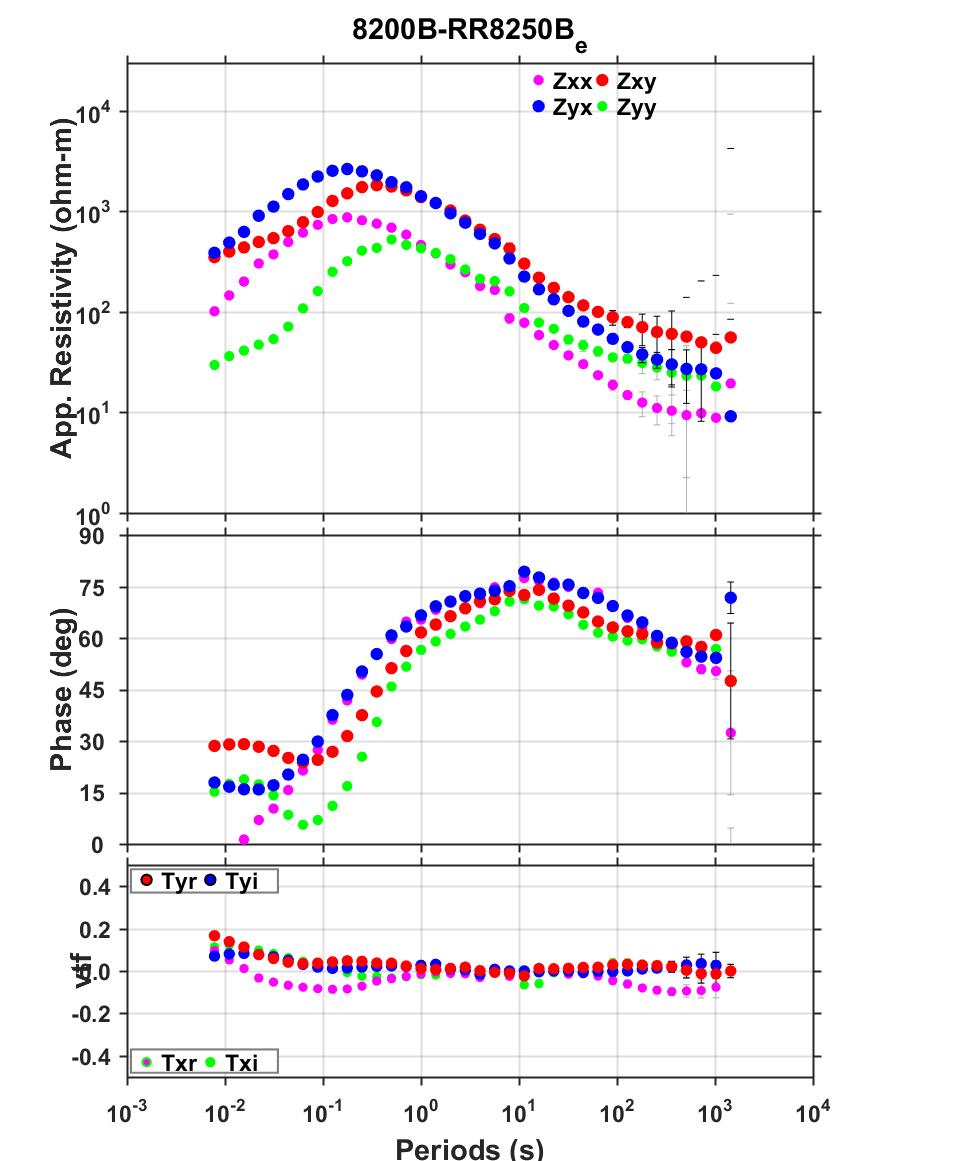 8200B-RR8250Be
Zxx Zxy
Zyx Zyy
App. Resistivity (ohm-m)
10^4
10^3
10^2
10^1
10^0
Phase (deg)
90
75
60
45
30
15
0
Tyr Tyi
vtf
0.4
0.2
0.0
-0.2
-0.4
Txr Txi
10^-3 10^-2 10^-1 10^0 10^1 10^2 10^3 10^4
Periods (s)